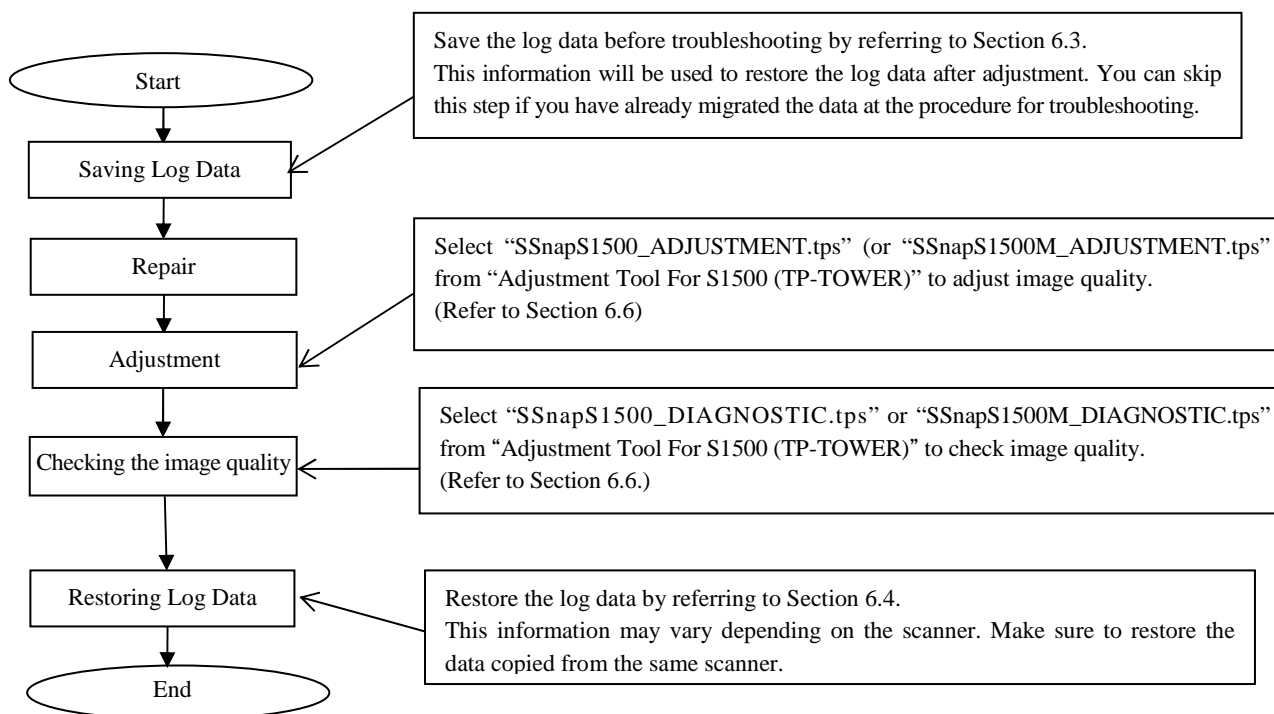 Start
Save the log data before troubleshooting by referring to Section 6.3.
This information will be used to restore the log data after adjustment. You can skip
this step if you have already migrated the data at the procedure for troubleshooting.
Saving Log Data
Repair
Select “SSnapS1500_ADJUSTMENT.tps” (or “SSnapS1500M_ADJUSTMENT.tps”
from “Adjustment Tool For S1500 (TP-TOWER)” to adjust image quality.
(Refer to Section 6.6)
Adjustment
Select “SSnapS1500_DIAGNOSTIC.tps” or “SSnapS1500M_DIAGNOSTIC.tps”
from “Adjustment Tool For S1500 (TP-TOWER)” to check image quality.
(Refer to Section 6.6.)
Checking the image quality
Restoring Log Data
Restore the log data by referring to Section 6.4.
This information may vary depending on the scanner. Make sure to restore the
data copied from the same scanner.
End